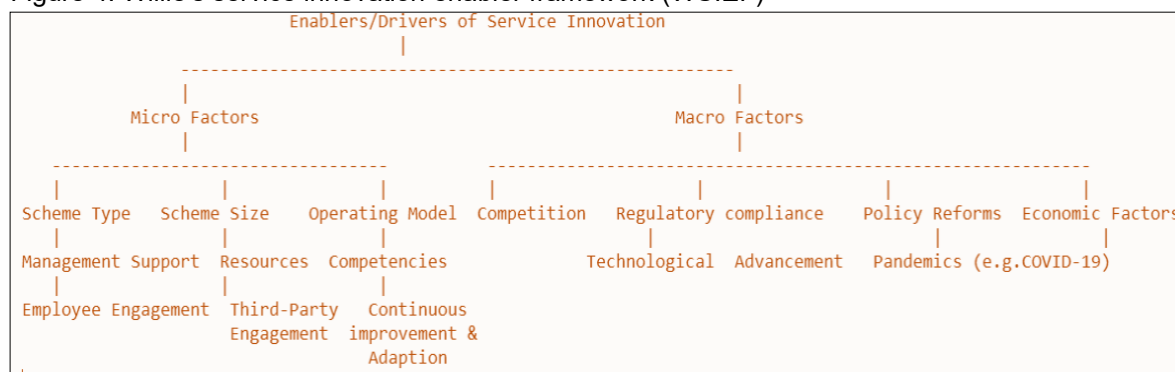 Enablers/Drivers of Service Innovation
Micro Factors Macro Factors
Scheme Type Scheme Size Operating Model Competition Regulatory compliance Policy Reforms Economic Factors
Management Support Resources Competencies Technological Advancement Pandemics (e.g.COVID-19)
Employee Engagement Third-Party Continuous
Engagement improvement &
Adaption